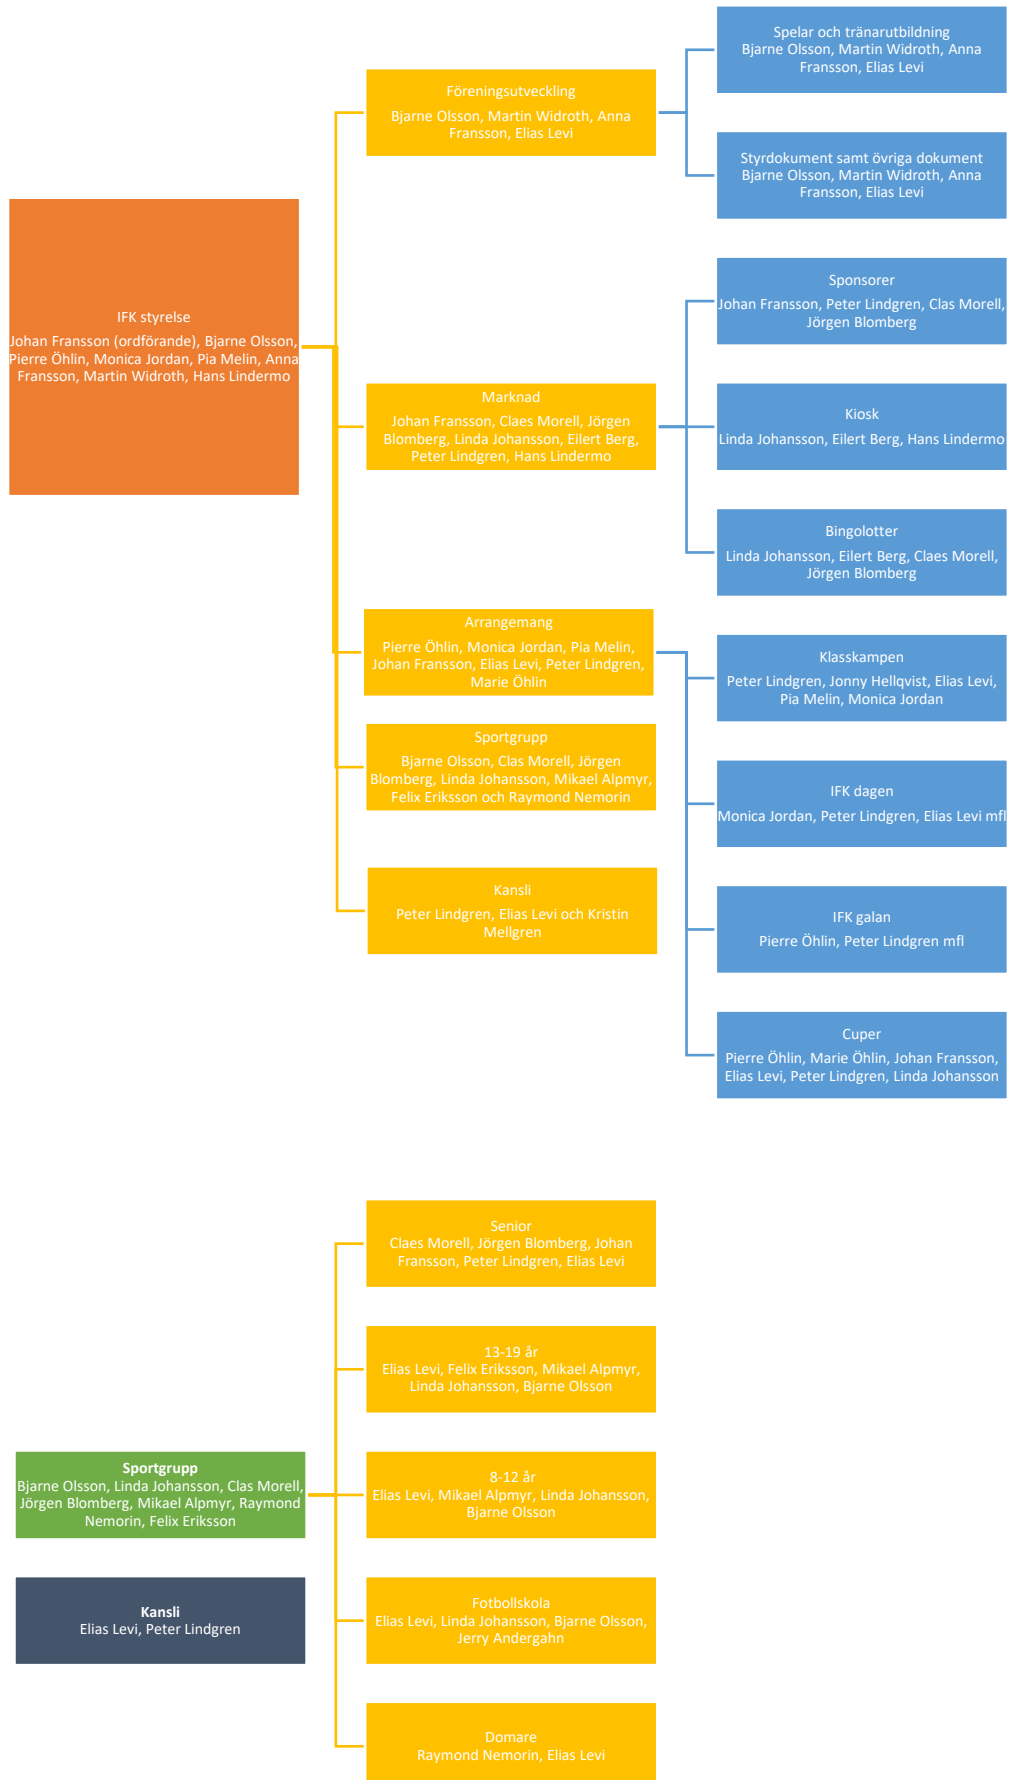 IFK styrelse
Johan Fransson (ordförande), Bjarne Olsson,
Pierre Öhlin, Monica Jordan, Pia Melin, Anna
Fransson, Martin Widroth, Hans Lindermo
Föreningsutveckling
Bjarne Olsson, Martin Widroth, Anna
Fransson, Elias Levi
Spelar och tränarutbildning
Bjarne Olsson, Martin Widroth, Anna
Fransson, Elias Levi
Styrdokument samt övriga dokument
Bjarne Olsson, Martin Widroth, Anna
Fransson, Elias Levi
Marknad
Johan Fransson, Claes Morell, Jörgen
Blomberg, Linda Johansson, Eilert Berg,
Peter Lindgren, Hans Lindermo
Sponsorer
Johan Fransson, Peter Lindgren, Clas Morell,
Jörgen Blomberg
Kiosk
Linda Johansson, Eilert Berg, Hans Lindermo
Bingolotter
Linda Johansson, Eilert Berg, Claes Morell,
Jörgen Blomberg
Arrangemang
Pierre Öhlin, Monica Jordan, Pia Melin,
Johan Fransson, Elias Levi, Peter Lindgren,
Marie Öhlin
Klasskampen
Peter Lindgren, Jonny Hellqvist, Elias Levi,
Pia Melin, Monica Jordan
IFK dagen
Monica Jordan, Peter Lindgren, Elias Levi mfl
IFK galan
Pierre Öhlin, Peter Lindgren mfl
Cuper
Pierre Öhlin, Marie Öhlin, Johan Fransson,
Elias Levi, Peter Lindgren, Linda Johansson
Sportgrupp
Bjarne Olsson, Clas Morell, Jörgen
Blomberg, Linda Johansson, Mikael Alpmyr,
Felix Eriksson och Raymond Nemorin
Kansli
Peter Lindgren, Elias Levi och Kristin
Mellgren
Sportgrupp
Bjarne Olsson, Linda Johansson, Clas Morell,
Jörgen Blomberg, Mikael Alpmyr, Raymond
Nemorin, Felix Eriksson
Kansli
Elias Levi, Peter Lindgren
Senior
Claes Morell, Jörgen Blomberg, Johan
Fransson, Peter Lindgren, Elias Levi
13-19 år
Elias Levi, Felix Eriksson, Mikael Alpmyr,
Linda Johansson, Bjarne Olsson
8-12 år
Elias Levi, Mikael Alpmyr, Linda Johansson,
Bjarne Olsson
Fotbollskola
Elias Levi, Linda Johansson, Bjarne Olsson,
Jerry Andergahn
Domare
Raymond Nemorin, Elias Levi